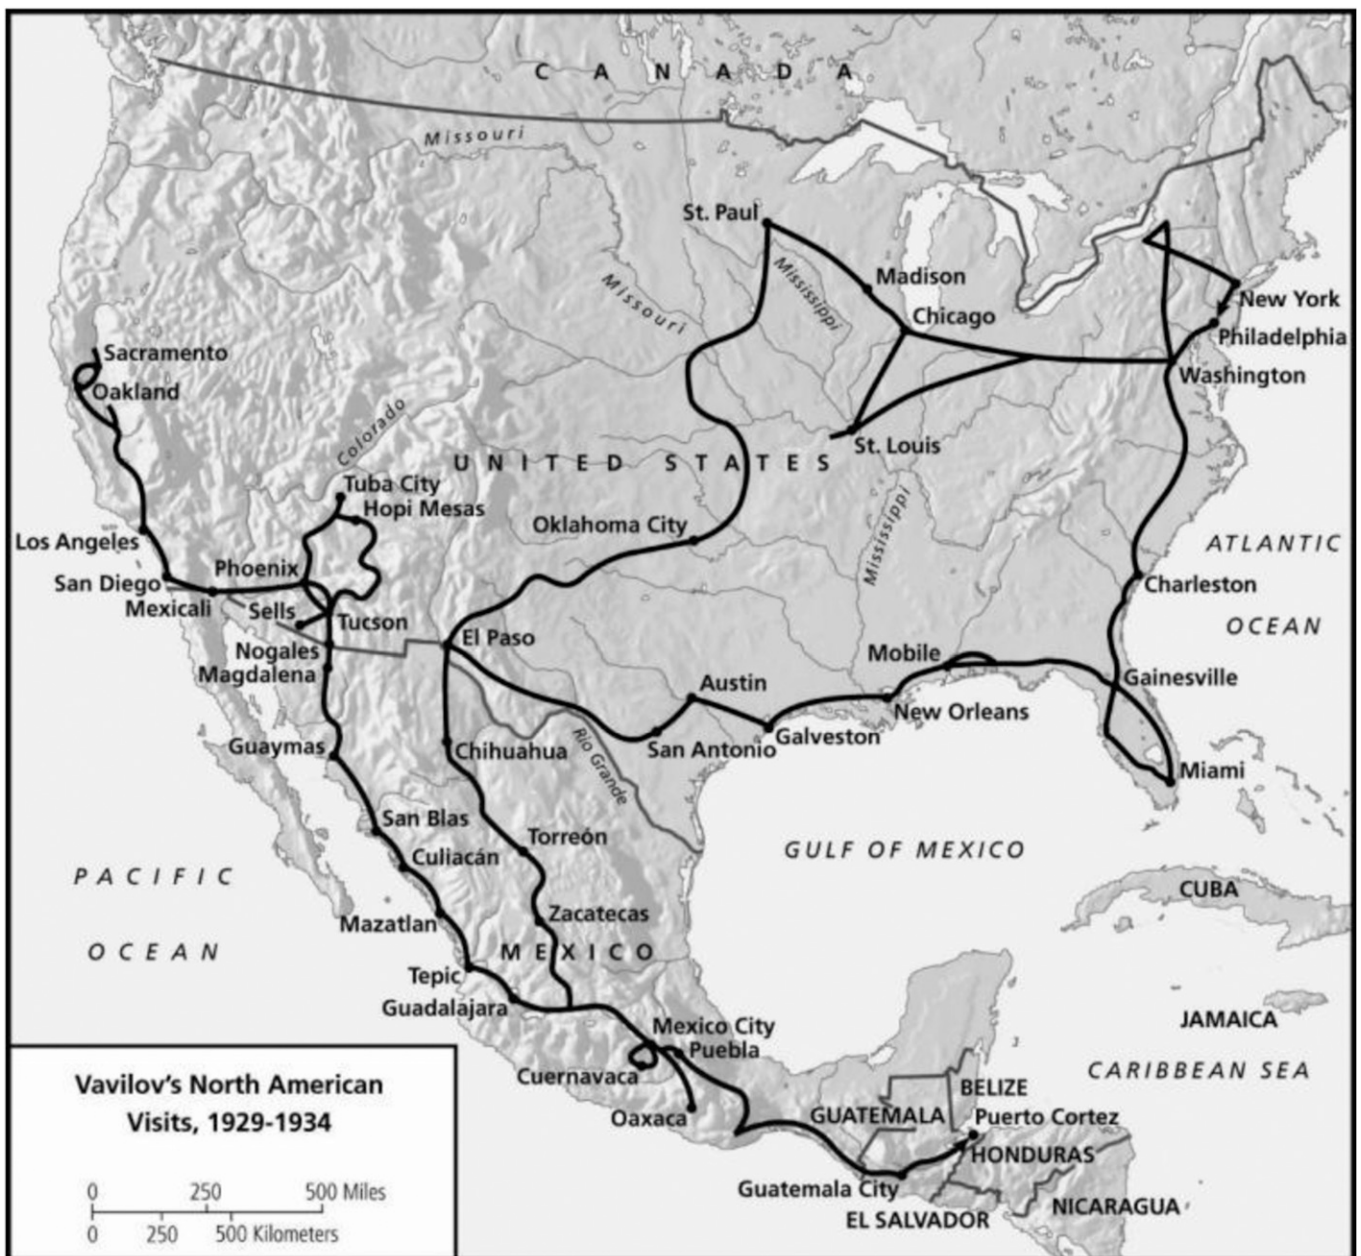 C A N A D A
Missouri
St. Paul
Mississippi
Missouri
Madison
Chicago
New York
Philadelphia
Washington
Sacramento
Oakland
Colorado
St. Louis
UNITED STATES
Tuba City
Hopi Mesas
Oklahoma City
Mississippi
Los Angeles
ATLANTIC
OCEAN
Phoenix
San Diego
Mexicali
Sells
Tucson
Charleston
El Paso
Nogales
Magdalena
Mobile
Gainesville
Austin
New Orleans
Guaymas
Chihuahua
San Antonio
Galveston
Rio Grande
Miami
San Blas
Torreón
Culiacán
GULF OF MEXICO
PACIFIC
OCEAN
CUBA
Mazatlan
Zacatecas
MEXICO
Tepic
Guadalajara
JAMAICA
Mexico City
Puebla
Cuernavaca
CARIBBEAN SEA
BELIZE
Oaxaca
GUATEMALA
Puerto Cortez
HONDURAS
Guatemala City
NICARAGUA
EL SALVADOR
Vavilov's North American
Visits, 1929-1934
0 250 500 Miles
0 250 500 Kilometers